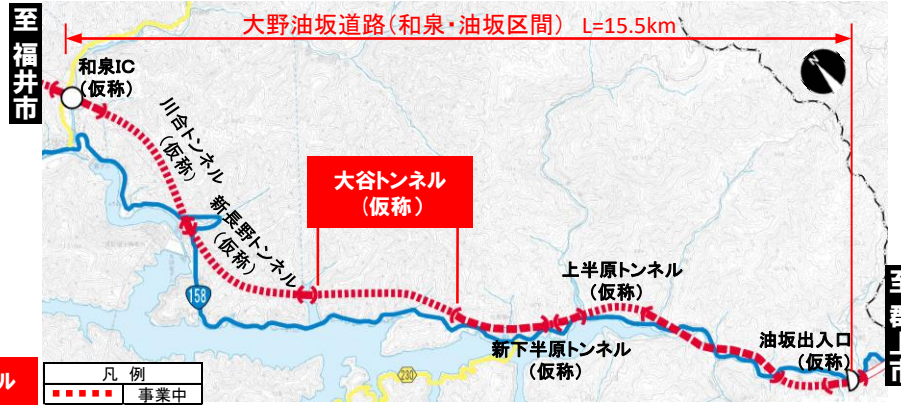 大野油坂道路(和泉・油坂区間) L=15.5km
至 福井市
和泉IC
(仮称)
N
川合トンネル
(仮称)
大谷トンネル
(仮称)
新長野トンネル
(仮称)
158
上半原トンネル
(仮称)
新下半原トンネル
(仮称)
油坂出入口
(仮称)
230
ル
凡 例
事業中